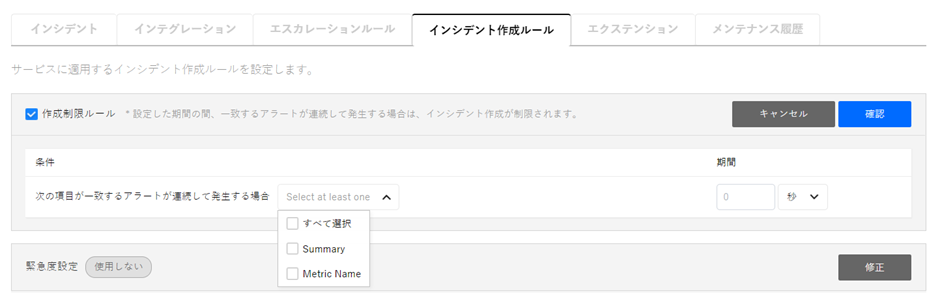 インシデント インテグレーション エスカレーションルール インシデント作成ルール エクステンション メンテナンス履歴
サービスに適用するインシデント作成ルールを設定します。
作成制限ルール * 設定した期間の間、一致するアラートが連続して発生する場合は、インシデント作成が制限されます。 キャンセル 確認
条件 期間
次の項目が一致するアラートが連続して発生する場合 Select at least one 0 秒
すべて選択
Summary
Metric Name
緊急度設定 使用しない 修正